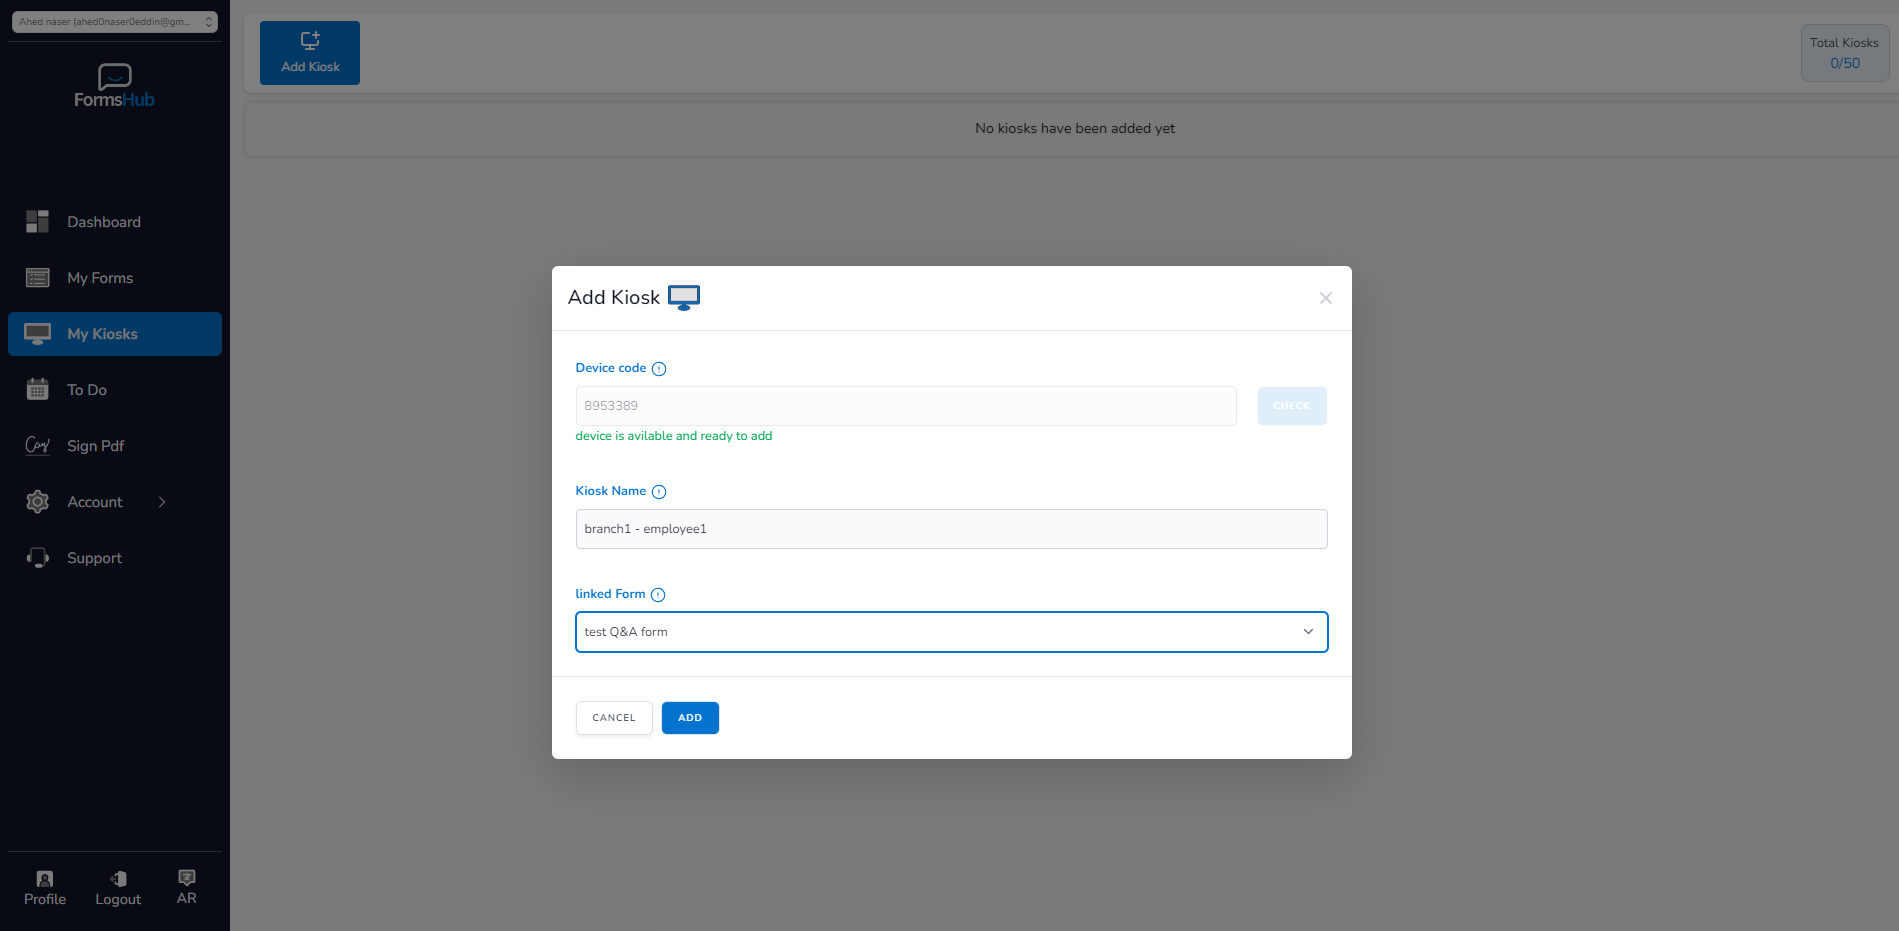 Ahed naser (ahed0naser0eddin@gm...
FormsHub
Dashboard
My Forms
My Kiosks
To Do
Sign Pdf
Account
Support
Profile
Logout
AR
Add Kiosk
Total Kiosks
0/50
No kiosks have been added yet
Add Kiosk
Device code
8953389
CHECK
device is avilable and ready to add
Kiosk Name
branch1 - employee1
linked Form
test Q&A form
CANCEL
ADD